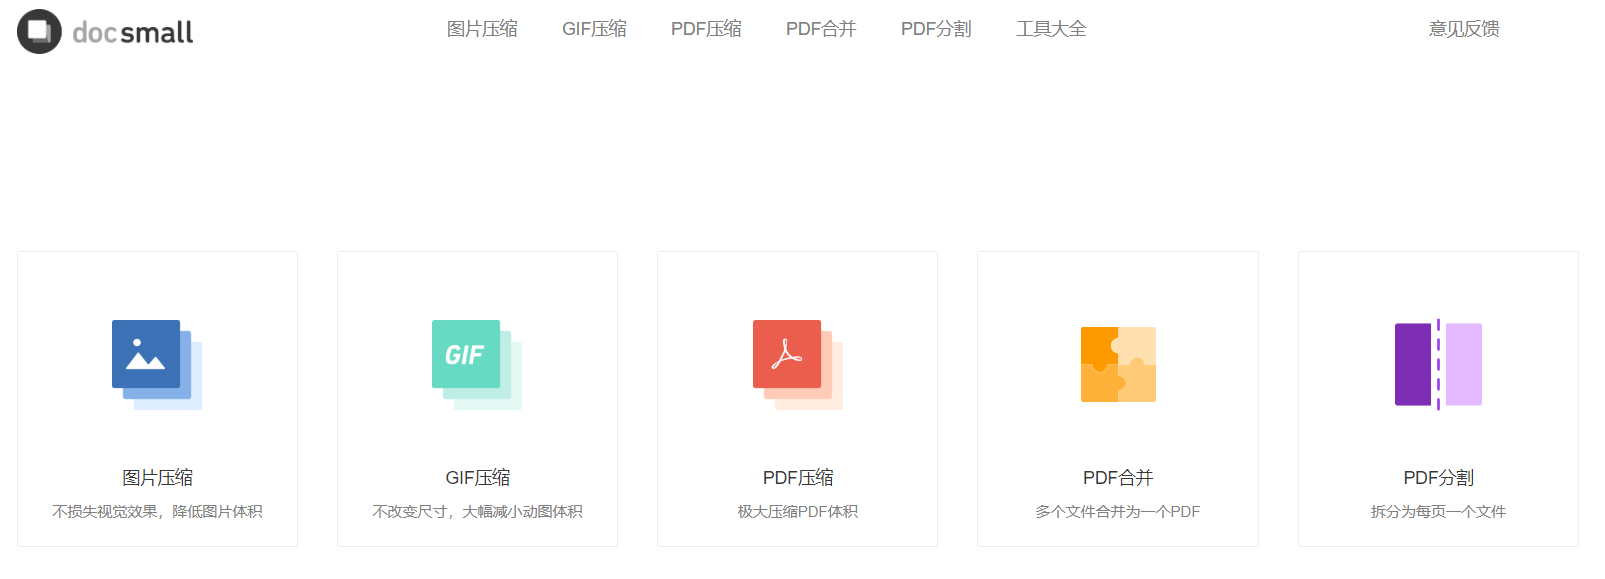 docsmall 图片压缩 GIF压缩 PDF压缩 PDF合并 PDF分割 工具大全 意见反馈
GIF
图片压缩 GIF压缩 PDF压缩 PDF合并 PDF分割
不损失视觉效果，降低图片体积 不改变尺寸，大幅减小动图体积 极大压缩PDF体积 多个文件合并为一个PDF 拆分为每页一个文件